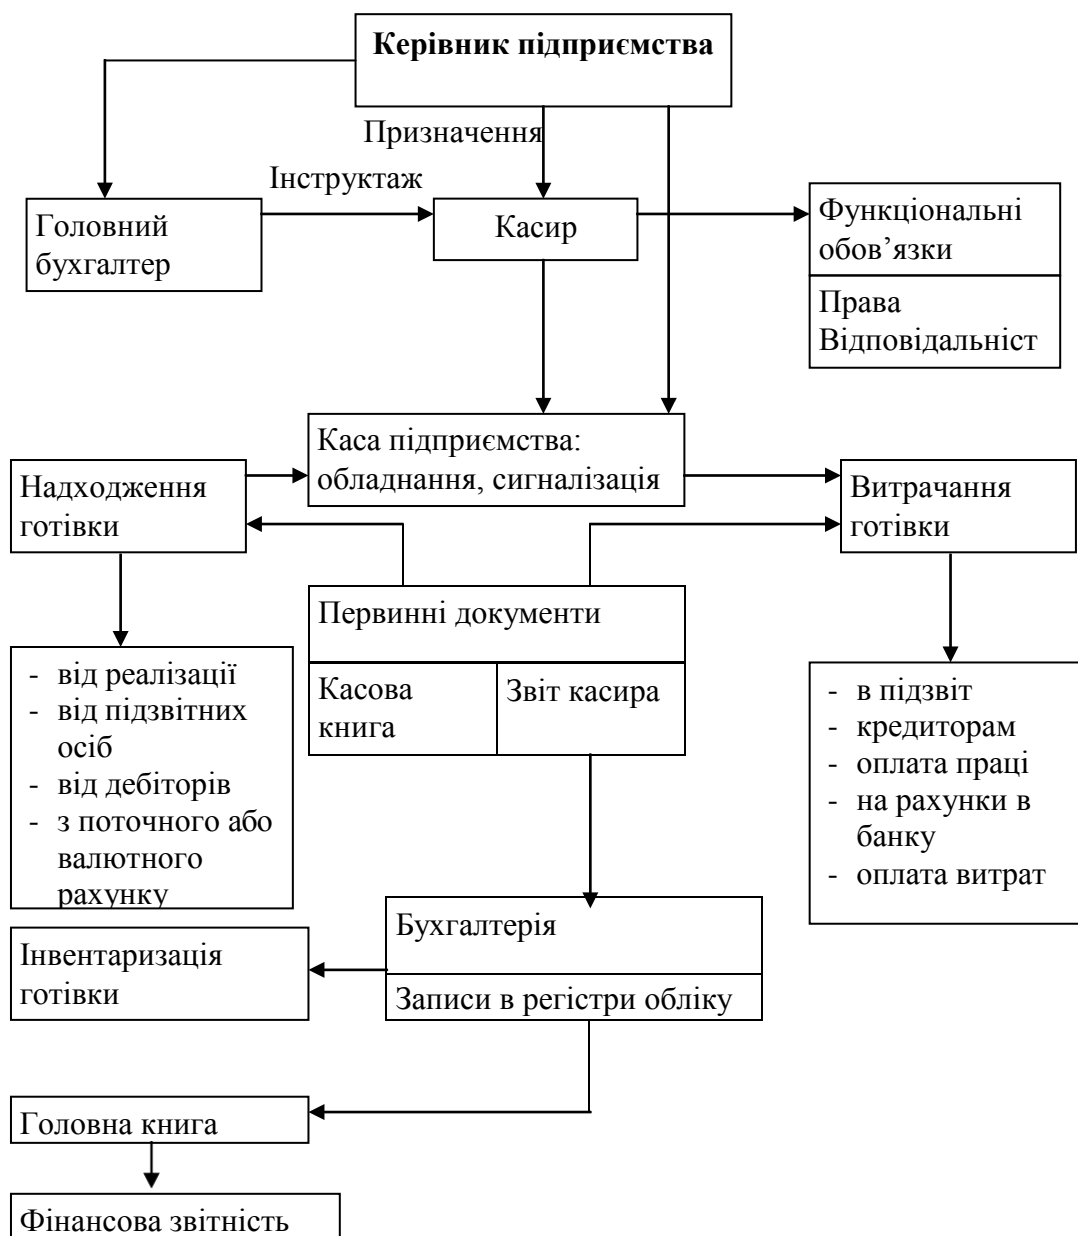 Керівник підприємства
Призначення
Інструктаж
Головний
бухгалтер
Касир
Функціональні
обов’язки
Права
Відповідальніст
Каса підприємства:
обладнання, сигналізація
Надходження
готівки
Витрачання
готівки
Первинні документи
Касова
книга
Звіт касира
- від реалізації
- від підзвітних
осіб
- від дебіторів
- з поточного або
валютного
рахунку
- в підзвіт
- кредиторам
- оплата праці
- на рахунки в
банку
- оплата витрат
Бухгалтерія
Записи в регістри обліку
Інвентаризація
готівки
Головна книга
Фінансова звітність